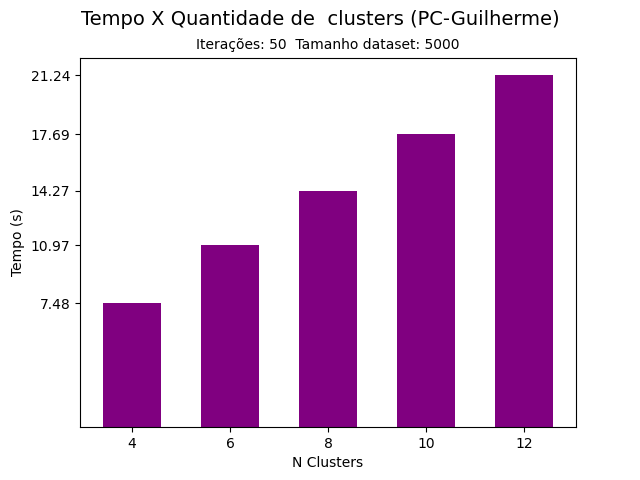 Tempo X Quantidade de  clusters (PC-Guilherme)
Iterações: 50  Tamanho dataset: 5000
21.24
17.69
14.27
10.97
7.48
Tempo (s)
4 6 8 10 12
N Clusters